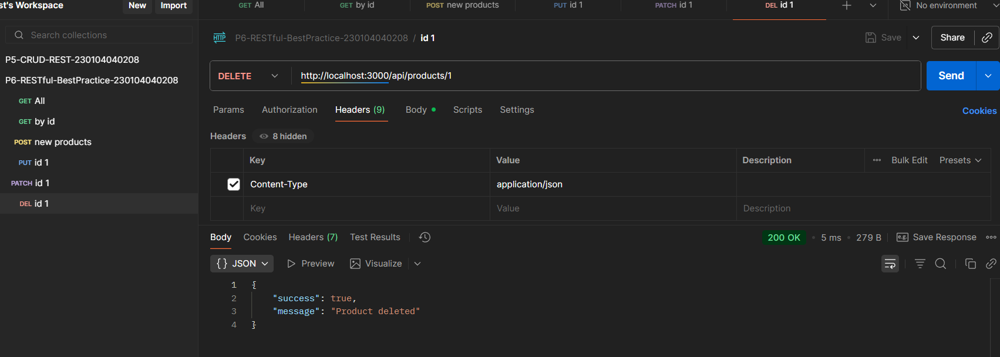 st's Workspace
New
Import
GET All
GET by id
POST new products
PUT id 1
PATCH id 1
DEL id 1
No environment
Search collections
P5-CRUD-REST-230104040208
P6-RESTful-BestPractice-230104040208
GET All
GET by id
POST new products
PUT id 1
PATCH id 1
DEL id 1
HTTP P6-RESTful-BestPractice-230104040208 / id 1
Save
Share
DELETE
http://localhost:3000/api/products/1
Send
Params
Authorization
Headers (9)
Body
Scripts
Settings
Cookies
Headers
8 hidden
Key
Value
Description
Bulk Edit
Presets
Content-Type
application/json
Key
Value
Description
Body
Cookies
Headers (7)
Test Results
200 OK
5 ms
279 B
e.g. Save Response
{} JSON
Preview
Visualize
1 {
2 "success": true,
3 "message": "Product deleted"
4 }